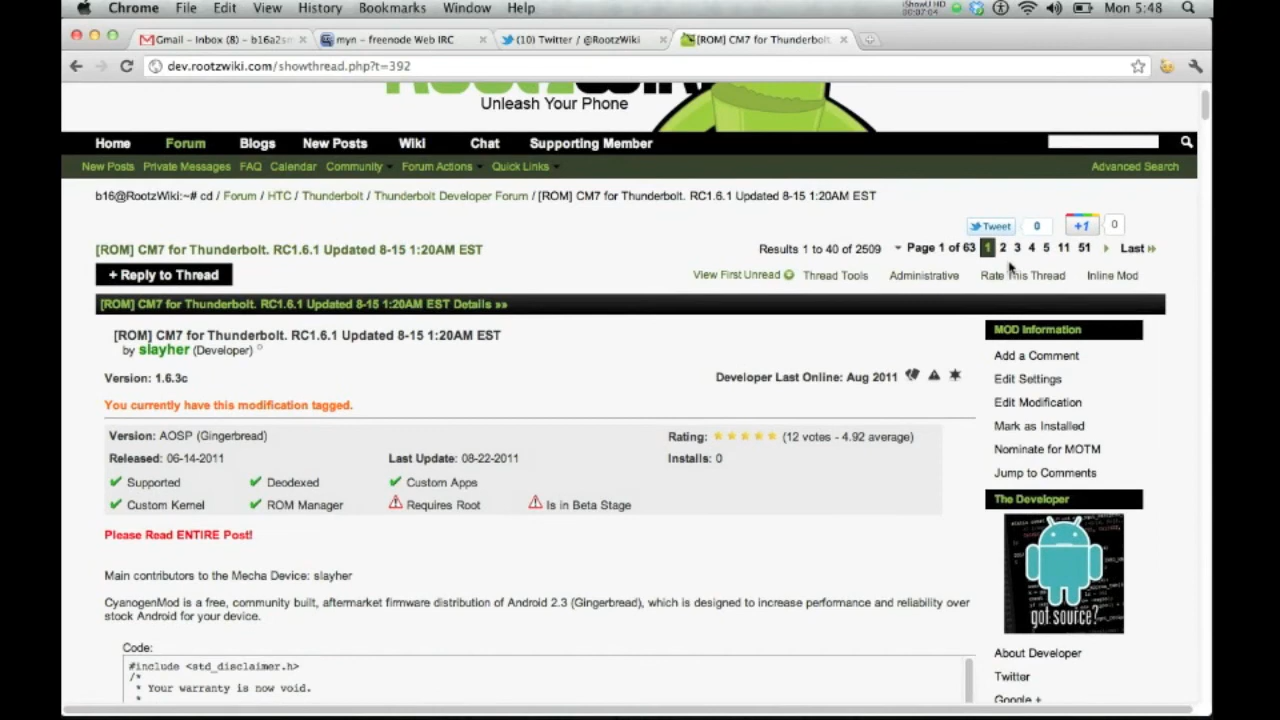 Chrome File Edit View History Bookmarks Window Help
iShowU HD
00:07:04
Mon 5:48
Gmail – Inbox (8) – b16a2sm
myn – freenode Web IRC
(10) Twitter / @RootzWiki
[ROM] CM7 for Thunderbolt.
dev.rootzwiki.com/showthread.php?t=392
Unleash Your Phone
Home Forum Blogs New Posts Wiki Chat Supporting Member
New Posts Private Messages FAQ Calendar Community Forum Actions Quick Links Advanced Search
b16@RootzWiki:~# cd / Forum / HTC / Thunderbolt / Thunderbolt Developer Forum / [ROM] CM7 for Thunderbolt. RC1.6.1 Updated 8-15 1:20AM EST
Tweet 0 +1 0
[ROM] CM7 for Thunderbolt. RC1.6.1 Updated 8-15 1:20AM EST
Results 1 to 40 of 2509 Page 1 of 63 1 2 3 4 5 11 51 Last
+ Reply to Thread
View First Unread Thread Tools Administrative Rate This Thread Inline Mod
[ROM] CM7 for Thunderbolt. RC1.6.1 Updated 8-15 1:20AM EST Details »»
[ROM] CM7 for Thunderbolt. RC1.6.1 Updated 8-15 1:20AM EST
by slayher (Developer)
Version: 1.6.3c
Developer Last Online: Aug 2011
You currently have this modification tagged.
Version: AOSP (Gingerbread)
Rating: (12 votes - 4.92 average)
Released: 06-14-2011 Last Update: 08-22-2011 Installs: 0
Supported Deodexed Custom Apps
Custom Kernel ROM Manager Requires Root Is in Beta Stage
Please Read ENTIRE Post!
Main contributors to the Mecha Device: slayher
CyanogenMod is a free, community built, aftermarket firmware distribution of Android 2.3 (Gingerbread), which is designed to increase performance and reliability over
stock Android for your device.
Code:
#include <std_disclaimer.h>
/*
* Your warranty is now void.
*
MOD Information
Add a Comment
Edit Settings
Edit Modification
Mark as Installed
Nominate for MOTM
Jump to Comments
The Developer
got source?
About Developer
Twitter
Google +